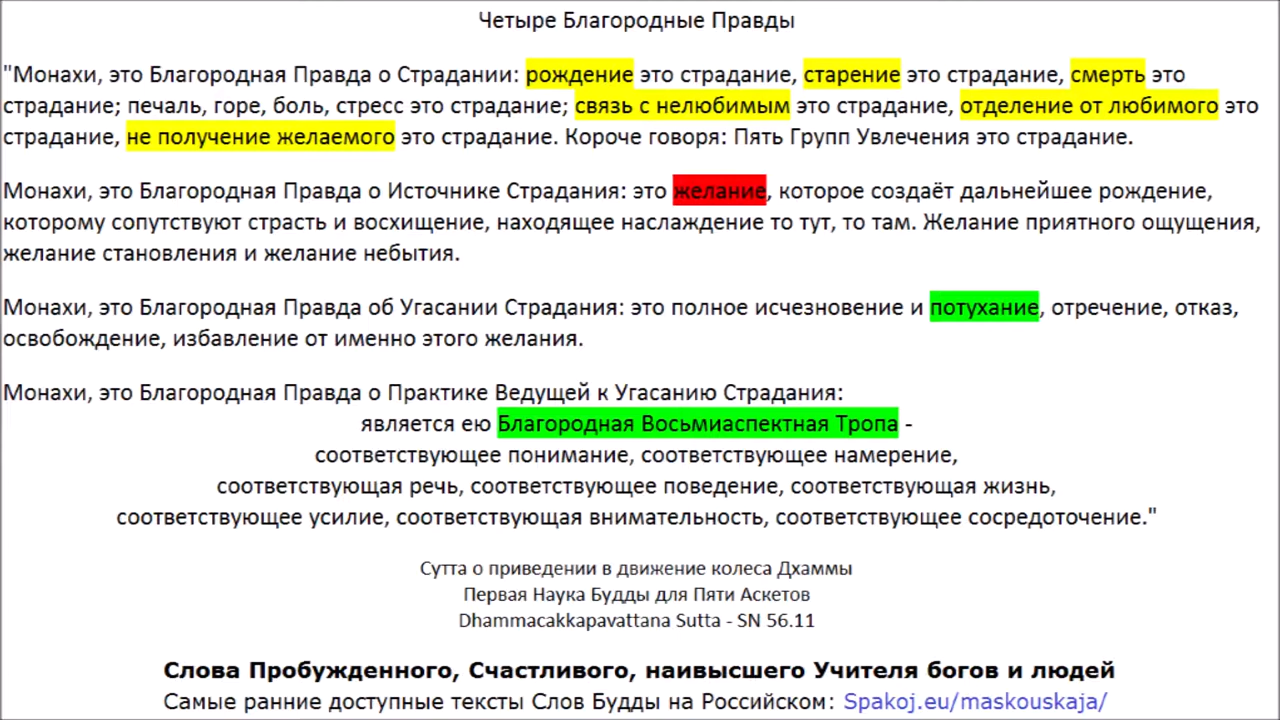 Четыре Благородные Правды
"Монахи, это Благородная Правда о Страдании: рождение это страдание, старение это страдание, смерть это
страдание; печаль, горе, боль, стресс это страдание; связь с нелюбимым это страдание, отделение от любимого это
страдание, не получение желаемого это страдание. Короче говоря: Пять Групп Увлечения это страдание.
Монахи, это Благородная Правда о Источнике Страдания: это желание, которое создаёт дальнейшее рождение,
которому сопутствуют страсть и восхищение, находящее наслаждение то тут, то там. Желание приятного ощущения,
желание становления и желание небытия.
Монахи, это Благородная Правда об Угасании Страдания: это полное исчезновение и потухание, отречение, отказ,
освобождение, избавление от именно этого желания.
Монахи, это Благородная Правда о Практике Ведущей к Угасанию Страдания:
является ею Благородная Восьмиаспектная Тропа -
соответствующее понимание, соответствующее намерение,
соответствующая речь, соответствующее поведение, соответствующая жизнь,
соответствующее усилие, соответствующая внимательность, соответствующее сосредоточение."
Сутта о приведении в движение колеса Дхаммы
Первая Наука Будды для Пяти Аскетов
Dhammacakkapavattana Sutta - SN 56.11
Слова Пробужденного, Счастливого, наивысшего Учителя богов и людей
Самые ранние доступные тексты Слов Будды на Российском: Spakoj.eu/maskouskaja/